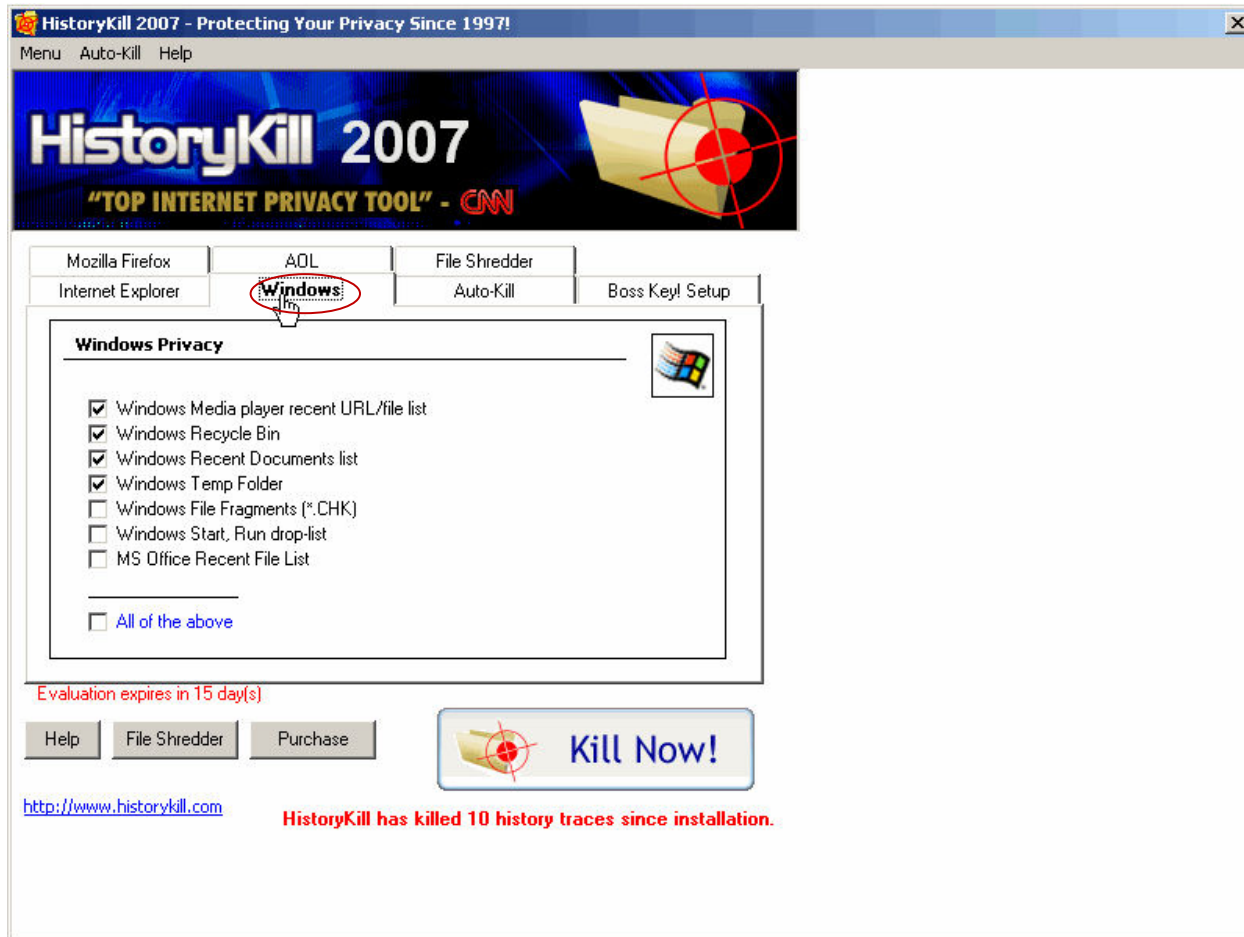 HistoryKill 2007 - Protecting Your Privacy Since 1997!
Menu Auto-Kill Help
HistoryKill 2007
"TOP INTERNET PRIVACY TOOL" - CNN
Mozilla Firefox AOL File Shredder
Internet Explorer Windows Auto-Kill Boss Key! Setup
Windows Privacy
Windows Media player recent URL/file list
Windows Recycle Bin
Windows Recent Documents list
Windows Temp Folder
Windows File Fragments (*.CHK)
Windows Start, Run drop-list
MS Office Recent File List
All of the above
Evaluation expires in 15 day(s)
Help File Shredder Purchase Kill Now!
http://www.historykill.com
HistoryKill has killed 10 history traces since installation.